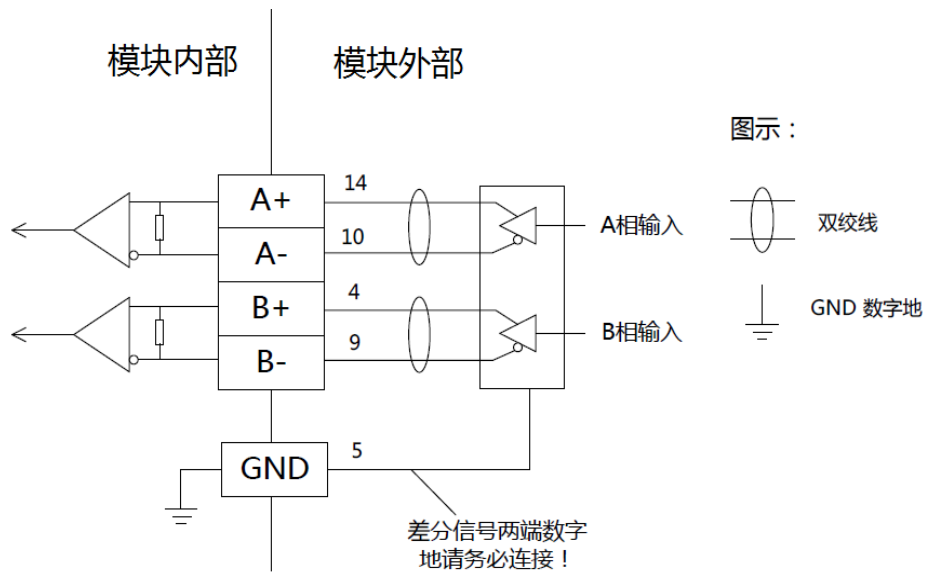 模块内部
模块外部
图示：
A+
14
A-
10
A相输入
双绞线
B+
4
B-
9
B相输入
GND 数字地
GND
5
差分信号两端数字
地请务必连接！